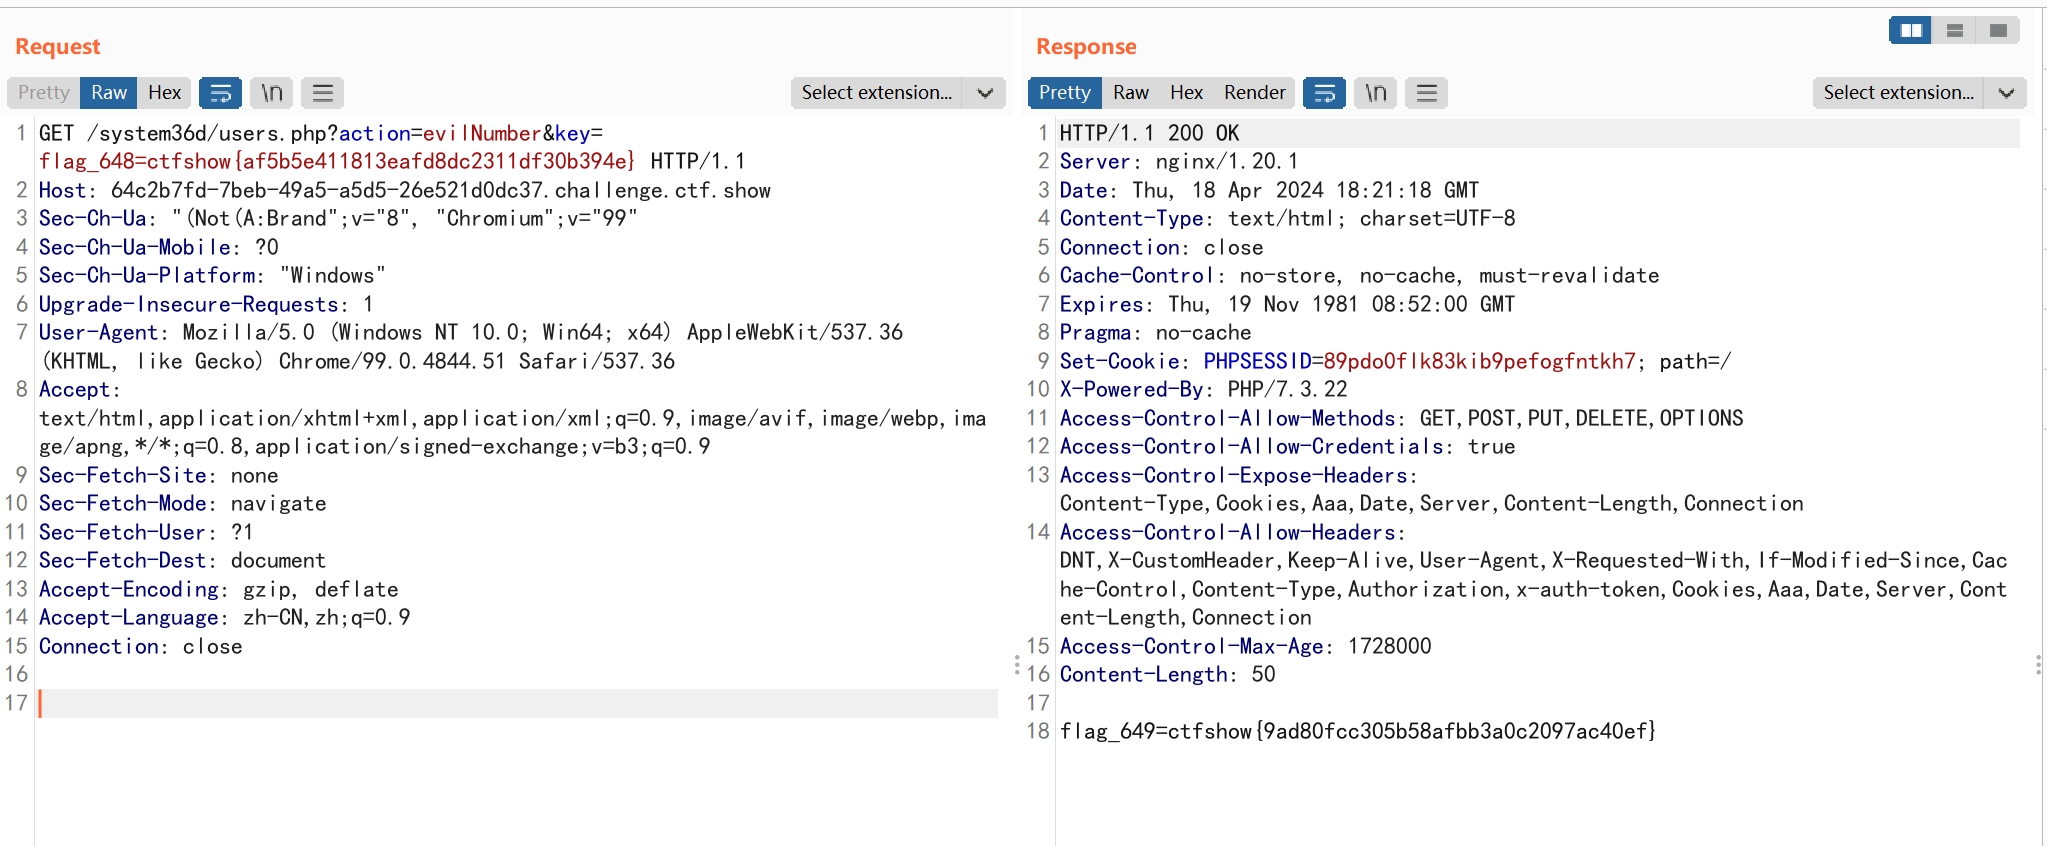 Request
Pretty Raw Hex \n Select extension...
1 GET /system36d/users.php?action=evilNumber&key=
flag_648=ctfshow{af5b5e411813eafd8dc2311df30b394e} HTTP/1.1
2 Host: 64c2b7fd-7beb-49a5-a5d5-26e521d0dc37.challenge.ctf.show
3 Sec-Ch-Ua: "(Not(A:Brand";v="8", "Chromium";v="99"
4 Sec-Ch-Ua-Mobile: ?0
5 Sec-Ch-Ua-Platform: "Windows"
6 Upgrade-Insecure-Requests: 1
7 User-Agent: Mozilla/5.0 (Windows NT 10.0; Win64; x64) AppleWebKit/537.36
(KHTML, like Gecko) Chrome/99.0.4844.51 Safari/537.36
8 Accept:
text/html,application/xhtml+xml,application/xml;q=0.9,image/avif,image/webp,ima
ge/apng,*/*;q=0.8,application/signed-exchange;v=b3;q=0.9
9 Sec-Fetch-Site: none
10 Sec-Fetch-Mode: navigate
11 Sec-Fetch-User: ?1
12 Sec-Fetch-Dest: document
13 Accept-Encoding: gzip, deflate
14 Accept-Language: zh-CN,zh;q=0.9
15 Connection: close
16
17
Response
Pretty Raw Hex Render \n Select extension...
1 HTTP/1.1 200 OK
2 Server: nginx/1.20.1
3 Date: Thu, 18 Apr 2024 18:21:18 GMT
4 Content-Type: text/html; charset=UTF-8
5 Connection: close
6 Cache-Control: no-store, no-cache, must-revalidate
7 Expires: Thu, 19 Nov 1981 08:52:00 GMT
8 Pragma: no-cache
9 Set-Cookie: PHPSESSID=89pdo0flk83kib9pefogfntkh7; path=/
10 X-Powered-By: PHP/7.3.22
11 Access-Control-Allow-Methods: GET,POST,PUT,DELETE,OPTIONS
12 Access-Control-Allow-Credentials: true
13 Access-Control-Expose-Headers:
Content-Type,Cookies,Aaa,Date,Server,Content-Length,Connection
14 Access-Control-Allow-Headers:
DNT,X-CustomHeader,Keep-Alive,User-Agent,X-Requested-With,If-Modified-Since,Cac
he-Control,Content-Type,Authorization,x-auth-token,Cookies,Aaa,Date,Server,Cont
ent-Length,Connection
15 Access-Control-Max-Age: 1728000
16 Content-Length: 50
17
18 flag_649=ctfshow{9ad80fcc305b58afbb3a0c2097ac40ef}